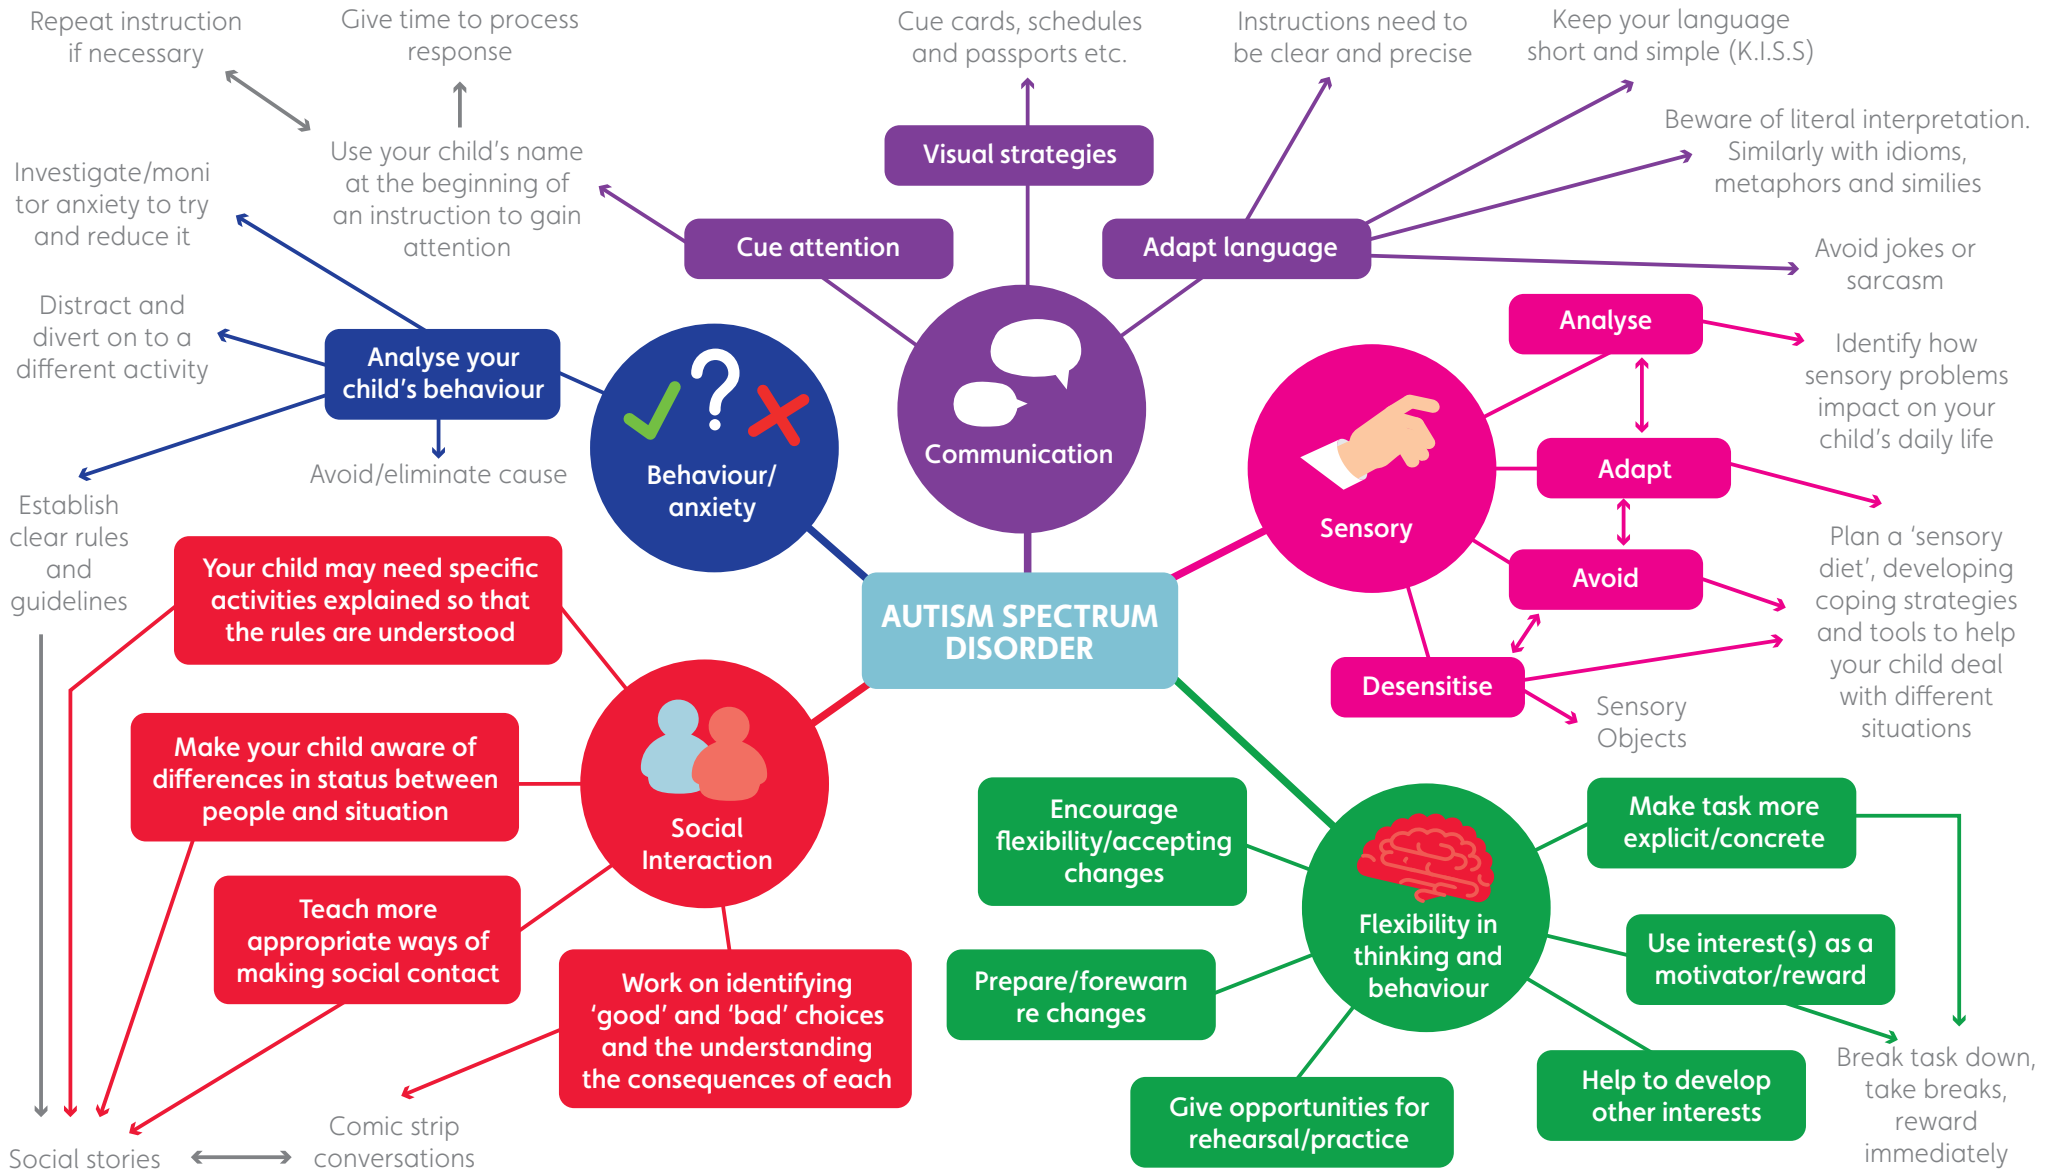 Repeat instruction
if necessary
Give time to process
response
Cue cards, schedules
and passports etc.
Instructions need to
be clear and precise
Keep your language
short and simple (K.I.S.S)
Beware of literal interpretation.
Similarly with idioms,
metaphors and similies
Avoid jokes or
sarcasm
Visual strategies
Cue attention
Adapt language
Use your child’s name
at the beginning of
an instruction to gain
attention
Communication
Investigate/moni
tor anxiety to try
and reduce it
Distract and
divert on to a
different activity
Analyse your
child’s behaviour
Avoid/eliminate cause
Establish
clear rules
and
guidelines
Behaviour/
anxiety
Analyse
Identify how
sensory problems
impact on your
child’s daily life
Adapt
Sensory
Avoid
Plan a ‘sensory
diet’, developing
coping strategies
and tools to help
your child deal
with different
situations
Desensitise
Sensory
Objects
AUTISM SPECTRUM
DISORDER
Your child may need specific
activities explained so that
the rules are understood
Make your child aware of
differences in status between
people and situation
Social
Interaction
Teach more
appropriate ways of
making social contact
Work on identifying
‘good’ and ‘bad’ choices
and the understanding
the consequences of each
Social stories
Comic strip
conversations
Encourage
flexibility/accepting
changes
Make task more
explicit/concrete
Flexibility in
thinking and
behaviour
Use interest(s) as a
motivator/reward
Prepare/forewarn
re changes
Help to develop
other interests
Give opportunities for
rehearsal/practice
Break task down,
take breaks,
reward
immediately